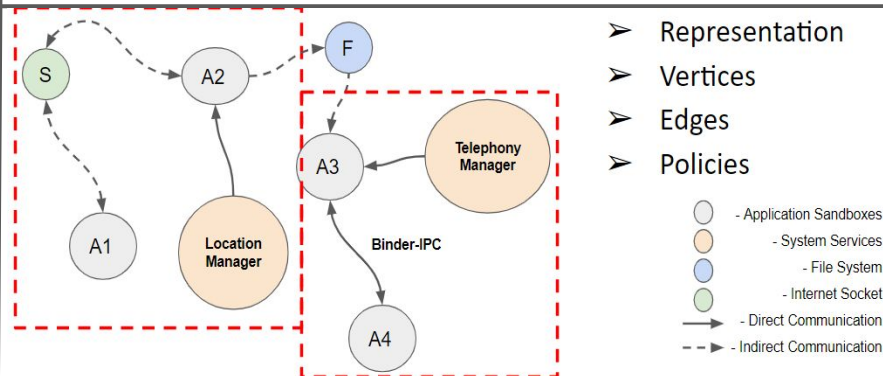 S
A2
F
A3
Telephony
Manager
A1
Location
Manager
Binder-IPC
A4
➢ Representation
➢ Vertices
➢ Edges
➢ Policies
- Application Sandboxes
- System Services
- File System
- Internet Socket
- Direct Communication
- Indirect Communication